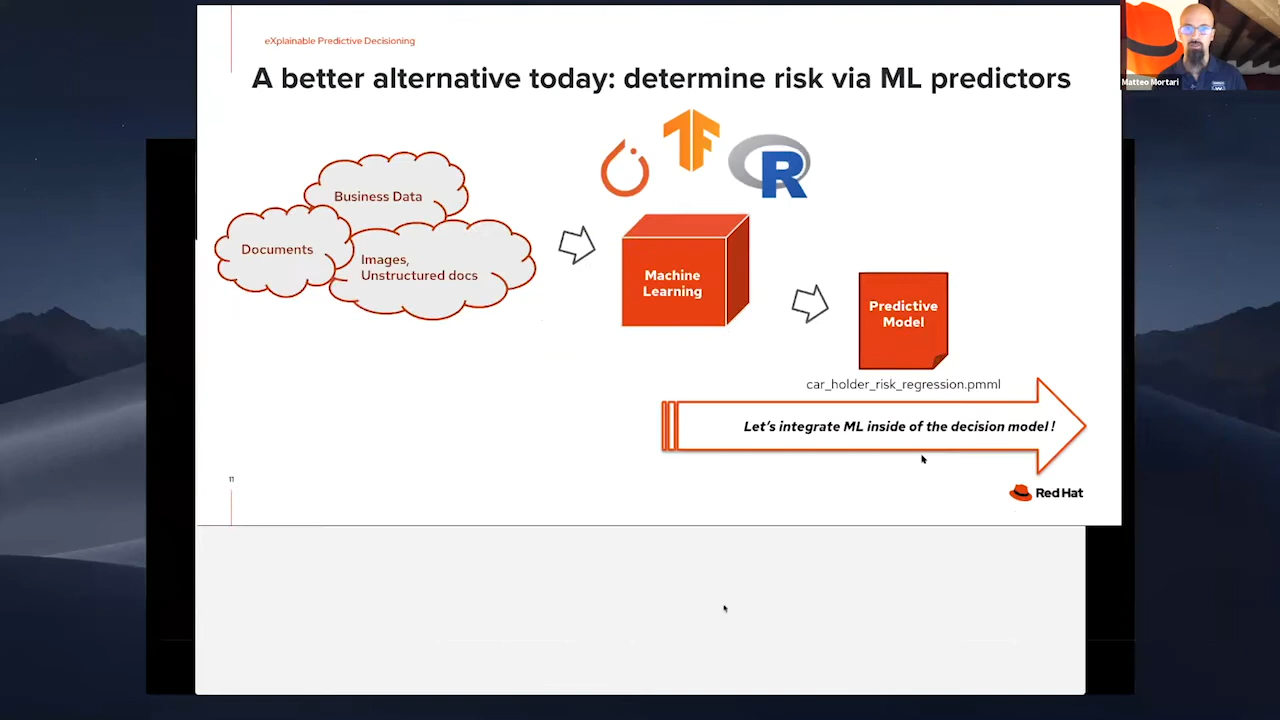 eXplainable Predictive Decisioning
A better alternative today: determine risk via ML predictors
Matteo Mortari
Business Data
Documents
Images,
Unstructured docs
TF
R
Machine
Learning
Predictive
Model
car_holder_risk_regression.pmml
Let's integrate ML inside of the decision model !
11
Red Hat